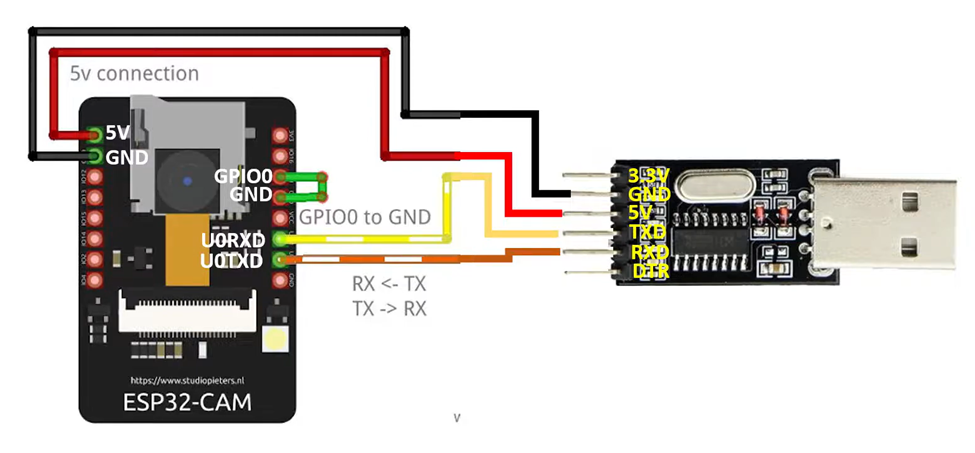 5v connection
5V
GND
GPIO0
GND
GPIO0 to GND
U0RXD
U0TXD
RX <- TX
TX -> RX
3.3V
GND
5V
TXD
RXD
DTR
https://www.studiopieters.nl
ESP32-CAM
v